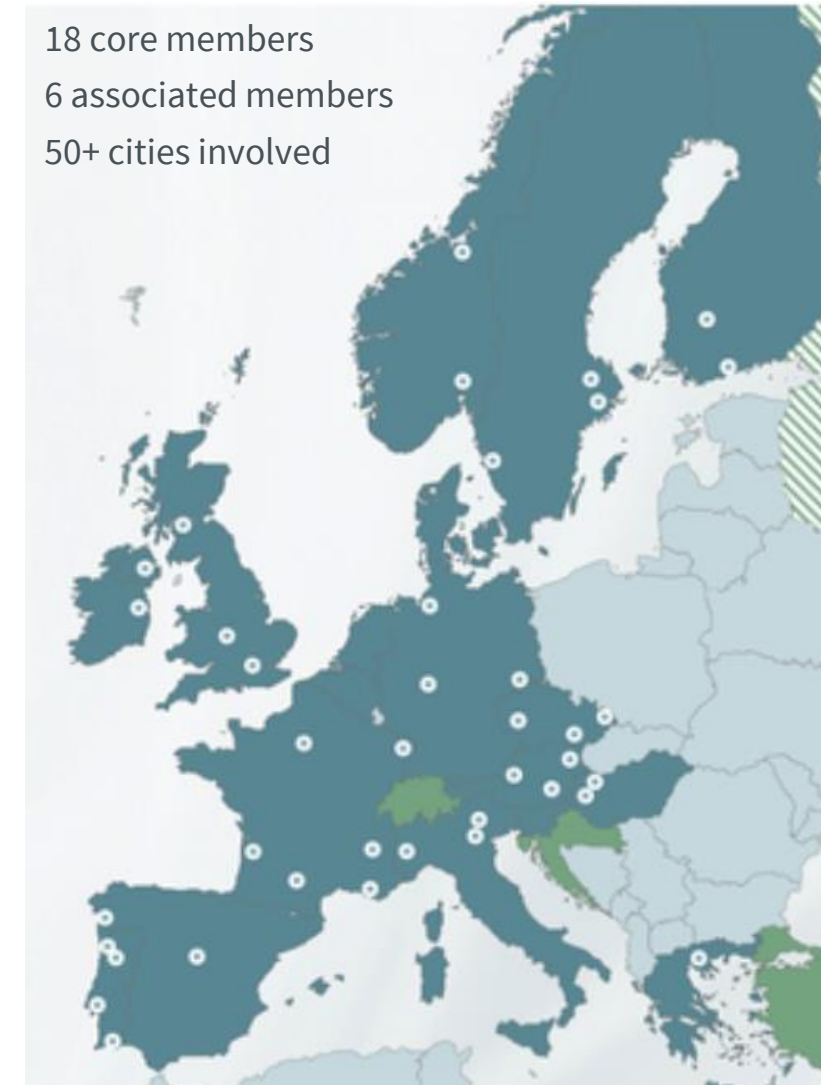 18 core members
6 associated members
50+ cities involved